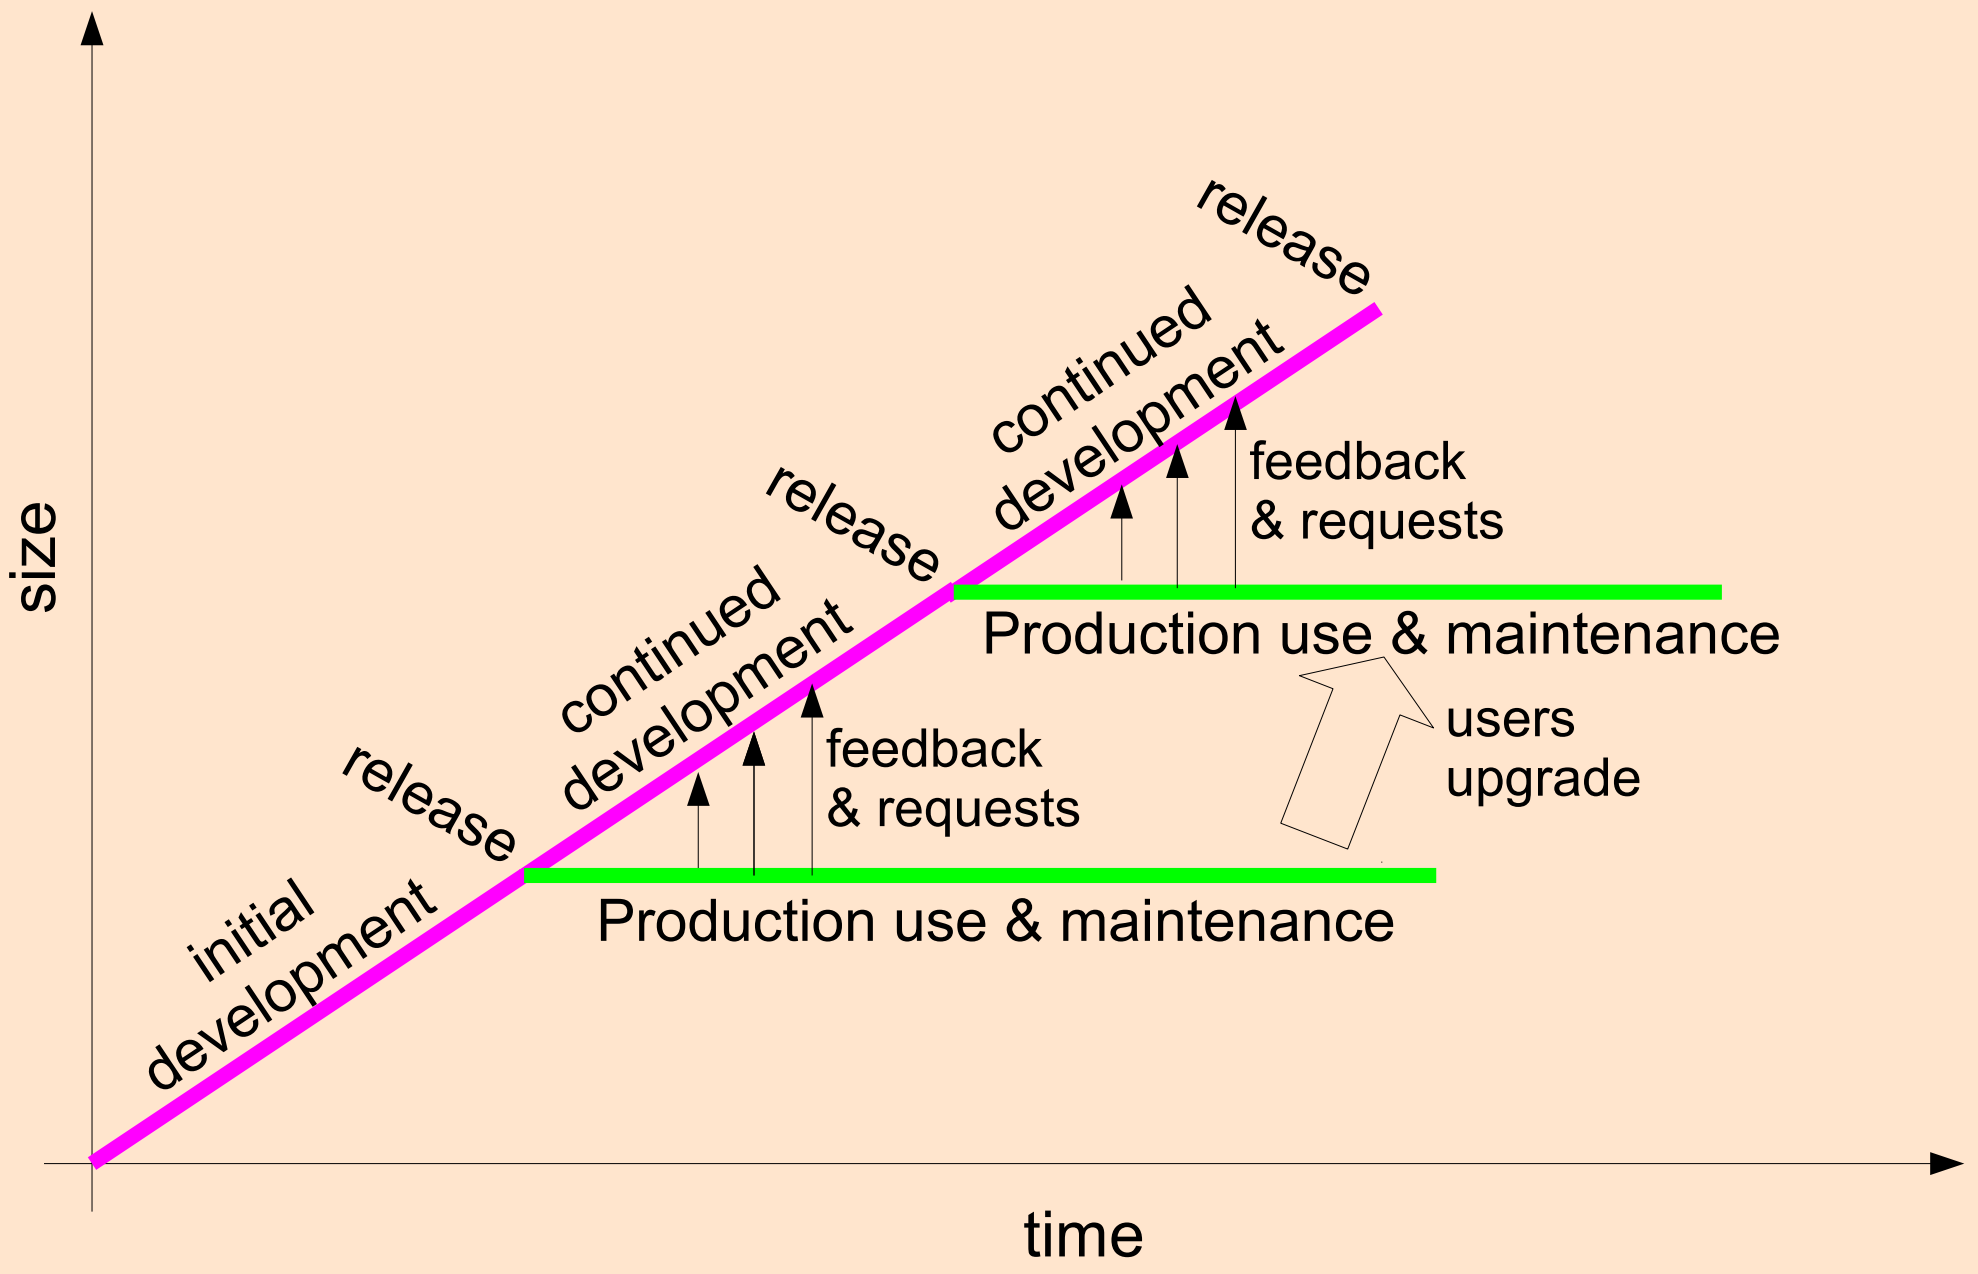 release
continued
development
feedback
& requests
release
size
Production use & maintenance
continued
development
users
upgrade
feedback
& requests
release
Production use & maintenance
initial
development
time